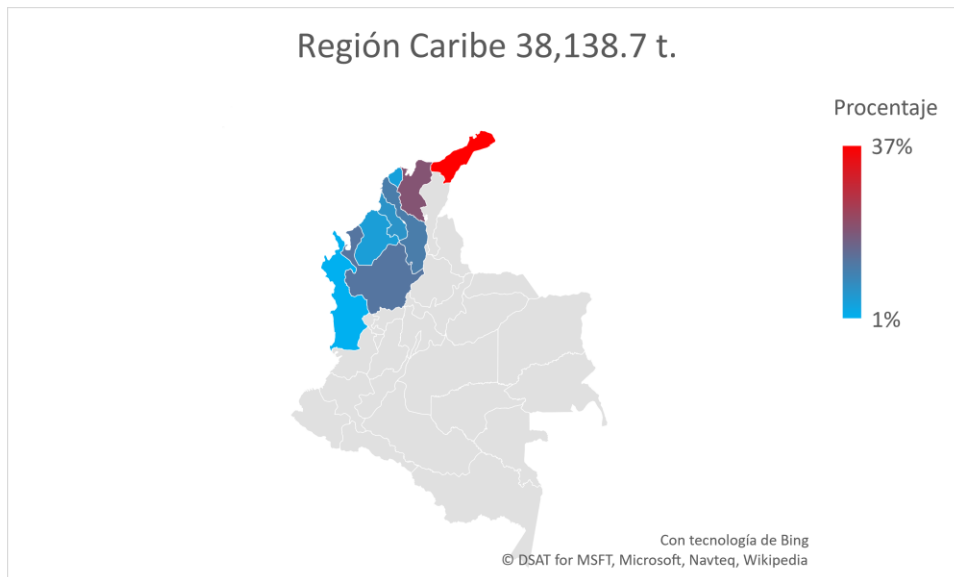 Región Caribe 38,138.7 t.
Procentaje
37%
1%
Con tecnología de Bing
© DSAT for MSFT, Microsoft, Navteq, Wikipedia